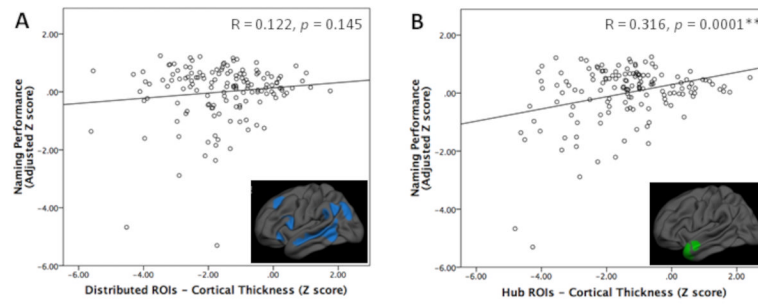 A
R = 0.122, p = 0.145
Naming Performance
(Adjusted Z score)
2.00
.00
-2.00
-4.00
-6.00
-6.00 -4.00 -2.00 .00 2.00
Distributed ROIs - Cortical Thickness (Z score)
B
R = 0.316, p = 0.0001**
Naming Performance
(Adjusted Z score)
2.00
.00
-2.00
-4.00
-6.00
-6.00 -4.00 -2.00 .00 2.00
Hub ROIs - Cortical Thickness (Z score)